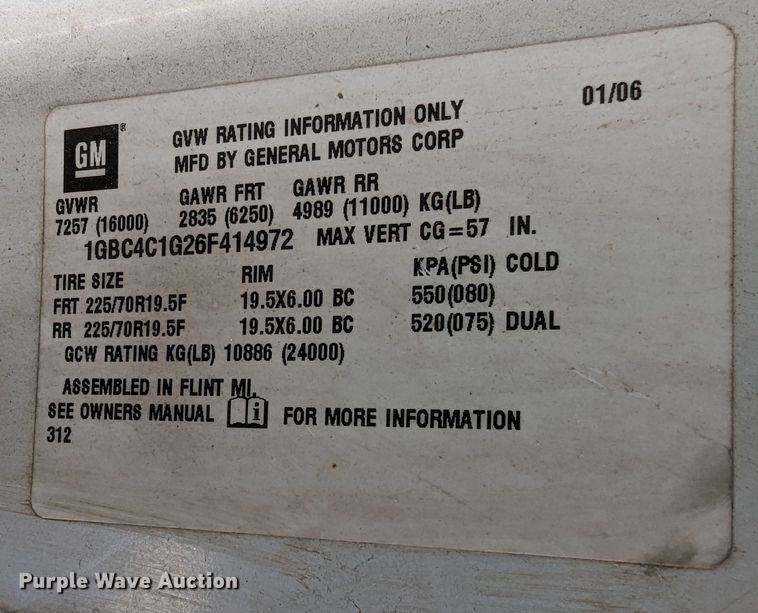 01/06
GM ®
GVW RATING INFORMATION ONLY
MFD BY GENERAL MOTORS CORP
GVWR GAWR FRT GAWR RR
7257 (16000) 2835 (6250) 4989 (11000) KG(LB)
1GBC4C1G26F414972 MAX VERT CG=57 IN.
TIRE SIZE RIM KPA(PSI) COLD
FRT 225/70R19.5F 19.5X6.00 BC 550(080)
RR 225/70R19.5F 19.5X6.00 BC 520(075) DUAL
GCW RATING KG(LB) 10886 (24000)
ASSEMBLED IN FLINT MI.
SEE OWNERS MANUAL i FOR MORE INFORMATION
312
Purple Wave Auction